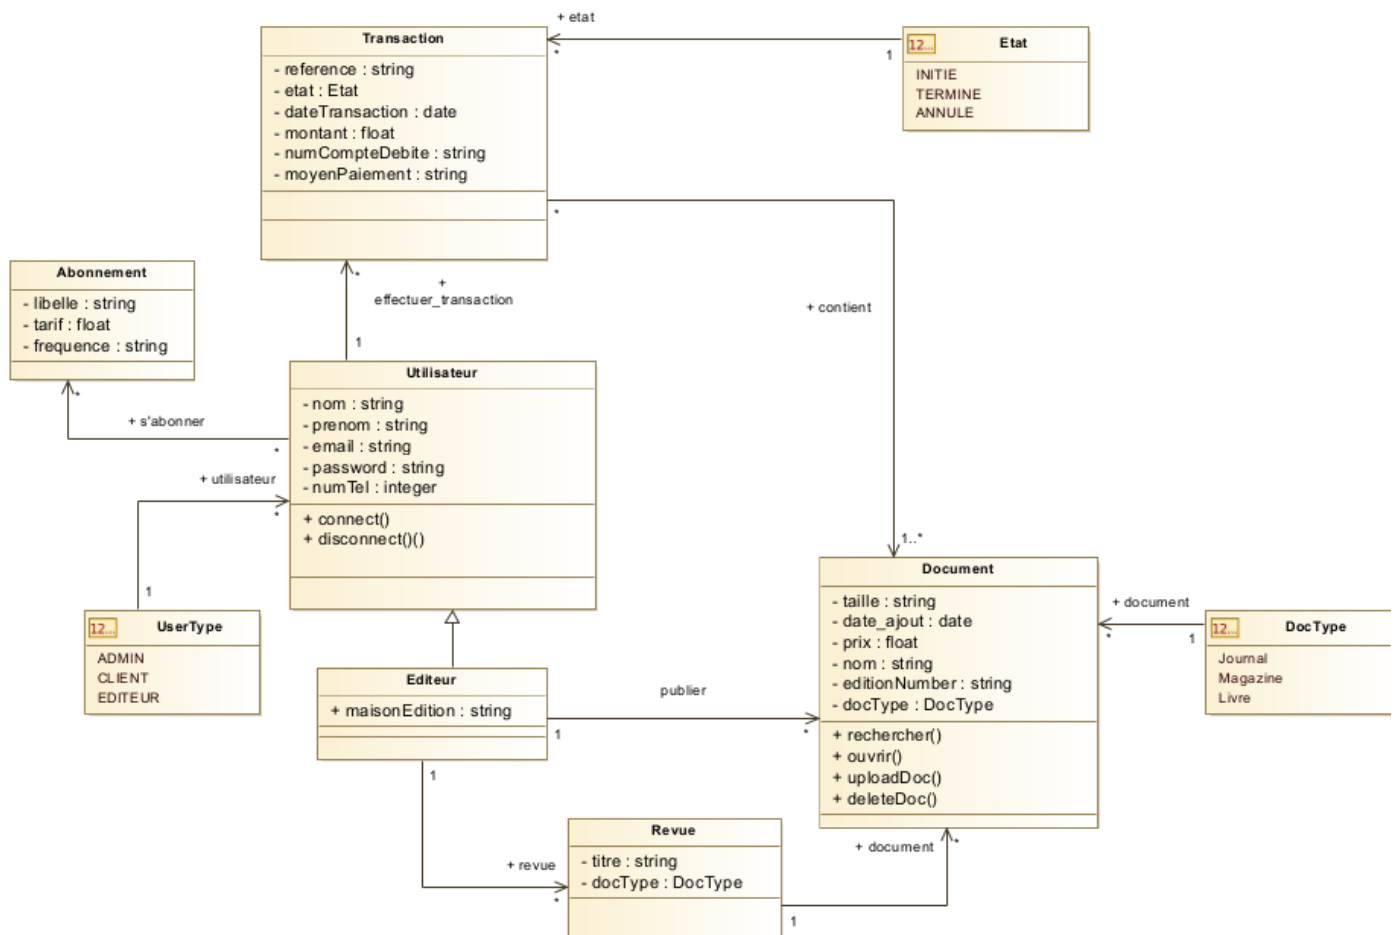 + etat
Transaction
- reference : string
- etat : Etat
- dateTransaction : date
- montant : float
- numCompteDebite : string
- moyenPaiement : string
*
1
12... Etat
INITIE
TERMINE
ANNULE
*
Abonnement
- libelle : string
- tarif : float
- frequence : string
*
+
effectuer_transaction
1
+ contient
*
+ s'abonner
*
Utilisateur
- nom : string
- prenom : string
- email : string
- password : string
- numTel : integer
+ connect()
+ disconnect()()
+ utilisateur
*
1
12... UserType
ADMIN
CLIENT
EDITEUR
1..*
Document
- taille : string
- date_ajout : date
- prix : float
- nom : string
- editionNumber : string
- docType : DocType
+ rechercher()
+ ouvrir()
+ uploadDoc()
+ deleteDoc()
+ document
*
1
12... DocType
Journal
Magazine
Livre
Editeur
+ maisonEdition : string
publier
1
*
1
+ revue
*
Revue
- titre : string
- docType : DocType
+ document
*
1